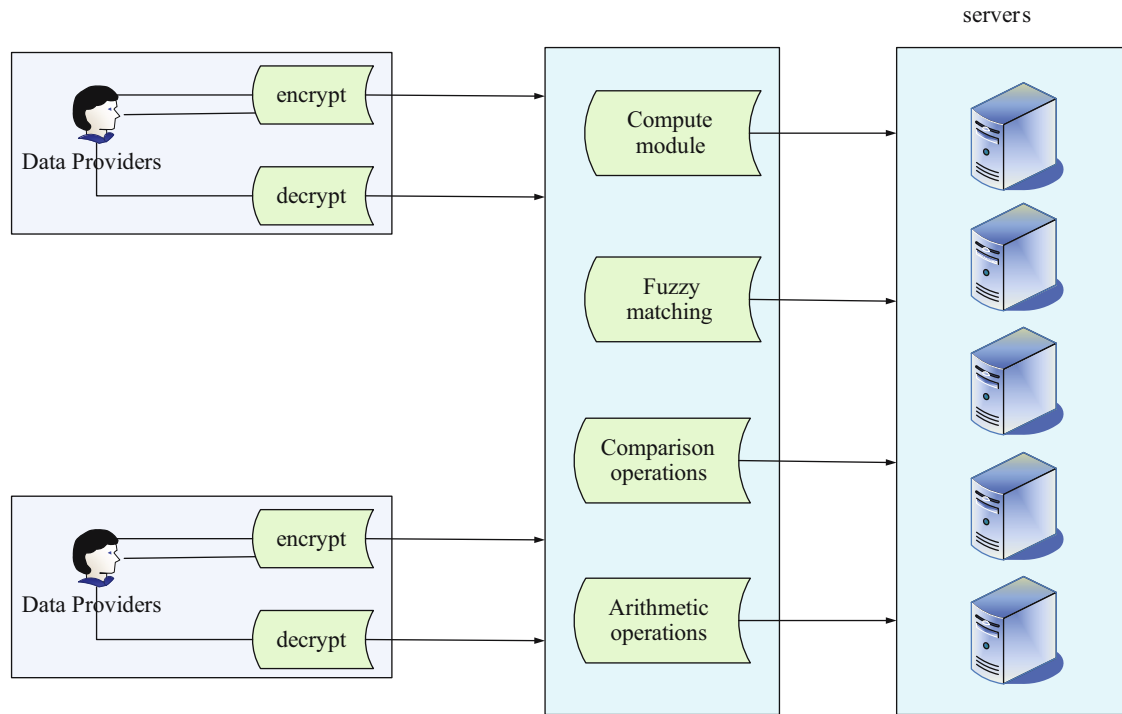 servers
encrypt
Data Providers
decrypt
Compute
module
Fuzzy
matching
Comparison
operations
encrypt
Data Providers
decrypt
Arithmetic
operations